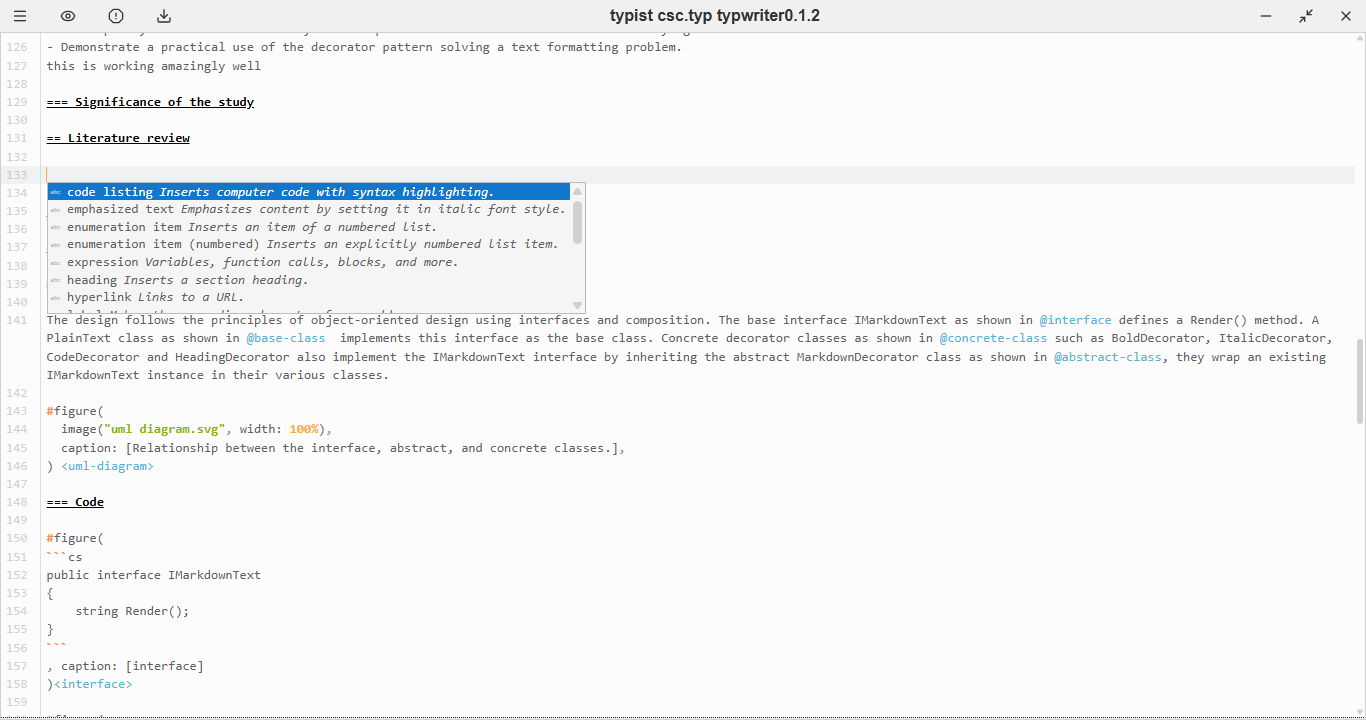 typist csc.typ typwriter0.1.2
126 - Demonstrate a practical use of the decorator pattern solving a text formatting problem.
127 this is working amazingly well
128
129 === Significance of the study
130
131 == Literature review
132
133
abc code listing Inserts computer code with syntax highlighting.
abc emphasized text Emphasizes content by setting it in italic font style.
abc enumeration item Inserts an item of a numbered list.
abc enumeration item (numbered) Inserts an explicitly numbered list item.
abc expression Variables, function calls, blocks, and more.
abc heading Inserts a section heading.
abc hyperlink Links to a URL.
134
135
136
137
138
139
140
141 The design follows the principles of object-oriented design using interfaces and composition. The base interface IMarkdownText as shown in @interface defines a Render() method. A
PlainText class as shown in @base-class  implements this interface as the base class. Concrete decorator classes as shown in @concrete-class such as BoldDecorator, ItalicDecorator,
CodeDecorator and HeadingDecorator also implement the IMarkdownText interface by inheriting the abstract MarkdownDecorator class as shown in @abstract-class, they wrap an existing
IMarkdownText instance in their various classes.
142
143 #figure(
144   image("uml diagram.svg", width: 100%),
145   caption: [Relationship between the interface, abstract, and concrete classes.],
146 ) <uml-diagram>
147
148 === Code
149
150 #figure(
151 ```cs
152 public interface IMarkdownText
153 {
154     string Render();
155 }
156 ```
157 , caption: [interface]
158 )<interface>
159